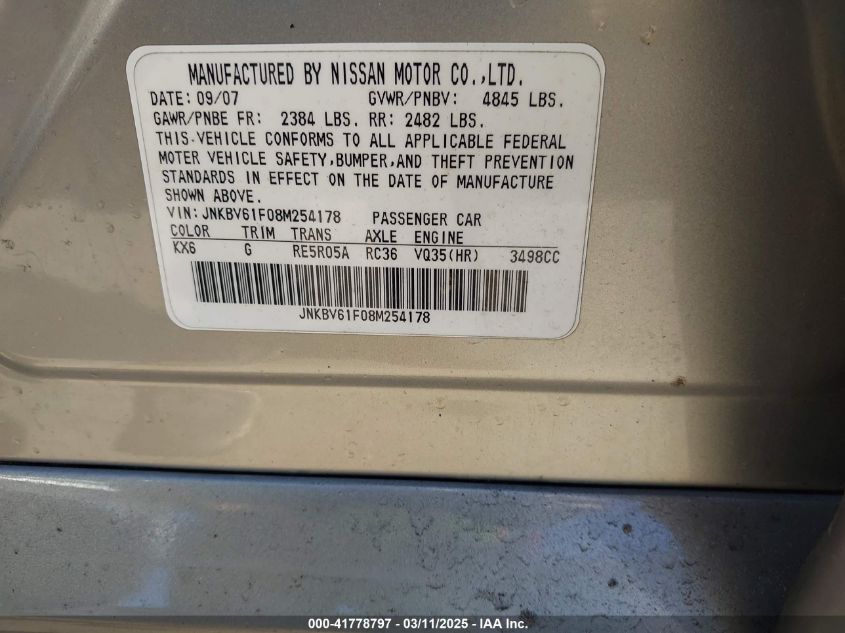 MANUFACTURED BY NISSAN MOTOR CO.,LTD.
DATE: 09/07 GVWR/PNBV: 4845 LBS.
GAWR/PNBE FR: 2384 LBS. RR: 2482 LBS.
THIS VEHICLE CONFORMS TO ALL APPLICABLE FEDERAL
MOTER VEHICLE SAFETY,BUMPER,AND THEFT PREVENTION
STANDARDS IN EFFECT ON THE DATE OF MANUFACTURE
SHOWN ABOVE.
VIN: JNKBV61F08M254178 PASSENGER CAR
COLOR TRIM TRANS AXLE ENGINE
KX6 G RE5R05A RC36 VQ35(HR) 3498CC
JNKBV61F08M254178
000-41778797 - 03/11/2025 - IAA Inc.